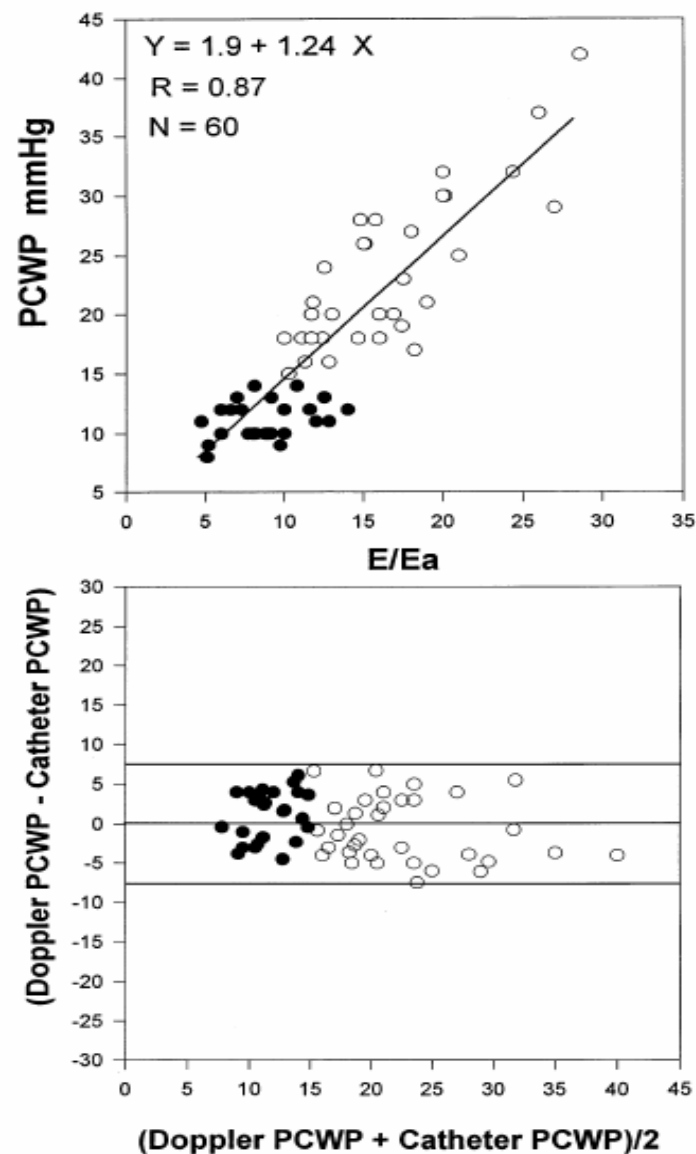 Y = 1.9 + 1.24 X
R = 0.87
N = 60
PCWP mmHg
45
40
35
30
25
20
15
10
5
0 5 10 15 20 25 30 35
E/Ea
(Doppler PCWP - Catheter PCWP)
30
25
20
15
10
5
0
-5
-10
-15
-20
-25
-30
0 5 10 15 20 25 30 35 40 45
(Doppler PCWP + Catheter PCWP)/2